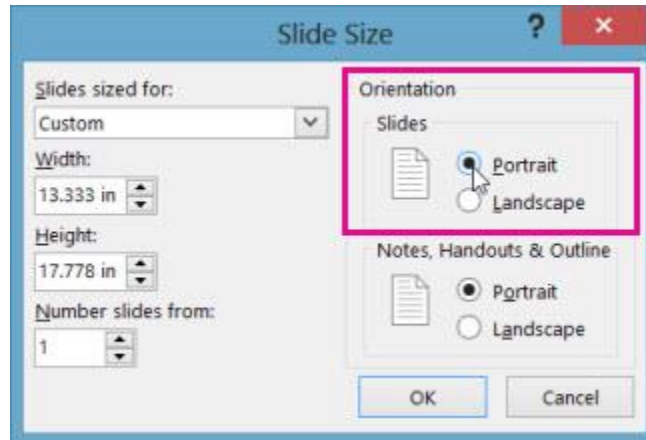 Slide Size
?
Slides sized for:
Custom
Width:
13.333 in
Height:
17.778 in
Number slides from:
1
Orientation
Slides
Portrait
Landscape
Notes, Handouts & Outline
Portrait
Landscape
OK
Cancel